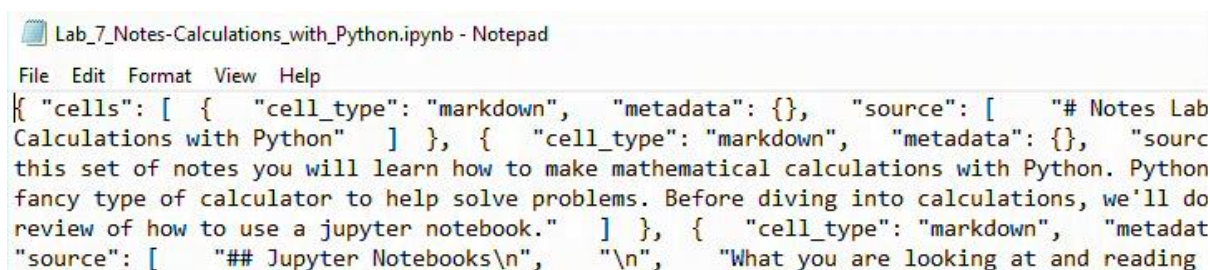 Lab_7_Notes-Calculations_with_Python.ipynb - Notepad
File Edit Format View Help
{ "cells": [  {   "cell_type": "markdown",   "metadata": {},   "source": [    "# Notes Lab
Calculations with Python"   ]  },  {   "cell_type": "markdown",   "metadata": {},   "sourc
this set of notes you will learn how to make mathematical calculations with Python. Python
fancy type of calculator to help solve problems. Before diving into calculations, we'll do
review of how to use a jupyter notebook."   ]  },  {   "cell_type": "markdown",   "metadat
"source": [    "## Jupyter Notebooks\n",    "\n",    "What you are looking at and reading